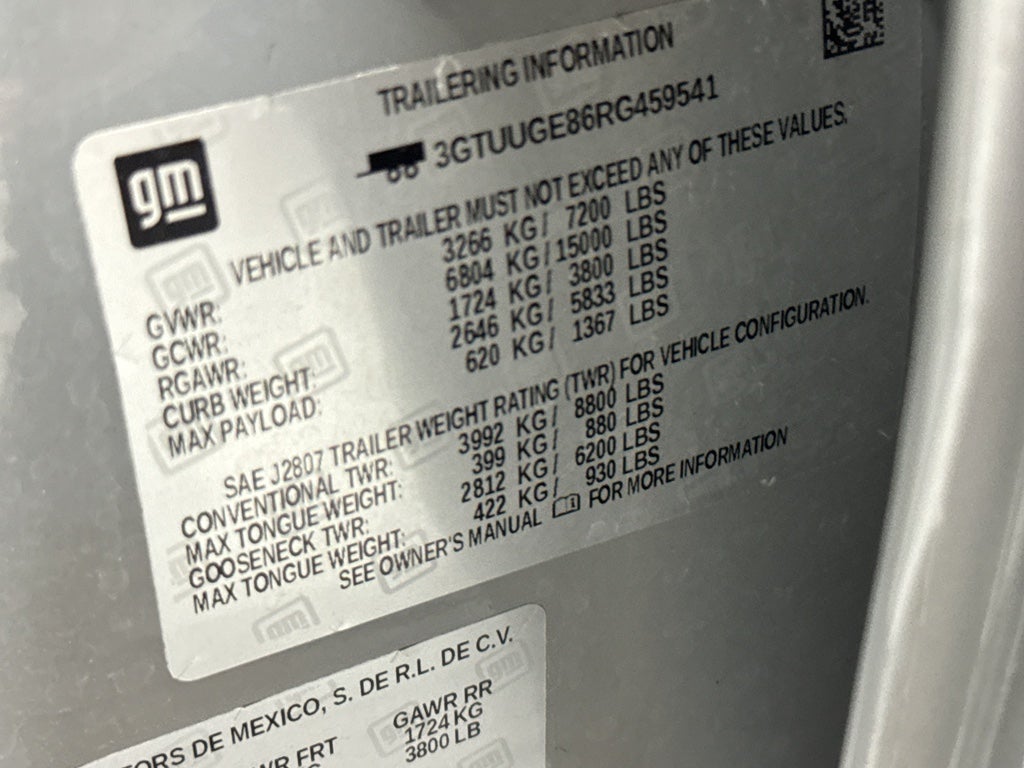 TRAILERING INFORMATION
3GTUUGE86RG459541
gm
VEHICLE AND TRAILER MUST NOT EXCEED ANY OF THESE VALUES.
GVWR: 3266 KG/ 7200 LBS
GCWR: 6804 KG/ 15000 LBS
RGAWR: 1724 KG/ 3800 LBS
CURB WEIGHT: 2646 KG/ 5833 LBS
MAX PAYLOAD: 620 KG/ 1367 LBS
SAE J2807 TRAILER WEIGHT RATING (TWR) FOR VEHICLE CONFIGURATION.
CONVENTIONAL TWR: 3992 KG/ 8800 LBS
MAX TONGUE WEIGHT: 399 KG/ 880 LBS
GOOSENECK TWR: 2812 KG/ 6200 LBS
MAX TONGUE WEIGHT: 422 KG/ 930 LBS
SEE OWNER'S MANUAL FOR MORE INFORMATION
ORS DE MEXICO, S. DE R.L. DE C.V.
WR FRT GAWR RR
1724 KG
3800 LB